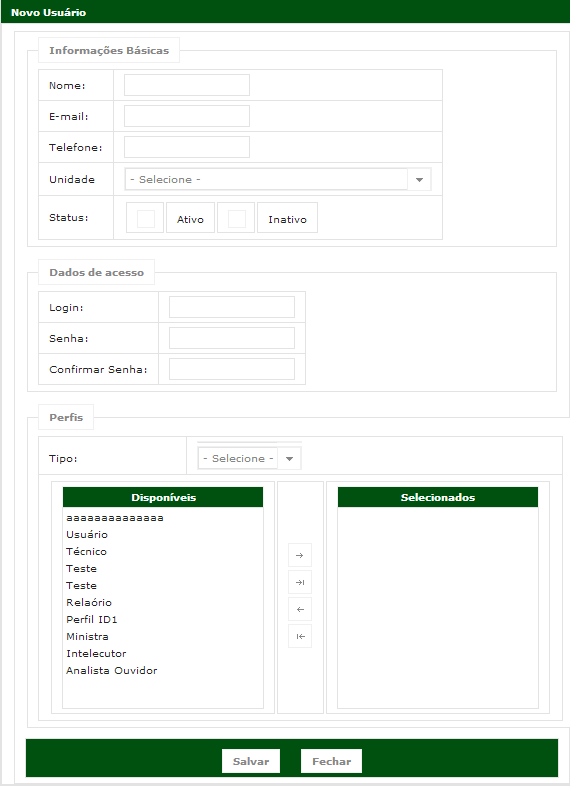 Novo Usuário
Informações Básicas
Nome:
E-mail:
Telefone:
Unidade - Selecione -
Status: Ativo Inativo
Dados de acesso
Login:
Senha:
Confirmar Senha:
Perfis
Tipo: - Selecione -
Disponíveis
aaaaaaaaaaaaaa
Usuário
Técnico
Teste
Teste
Relaório
Perfil ID1
Ministra
Intelecutor
Analista Ouvidor
Selecionados
Salvar Fechar